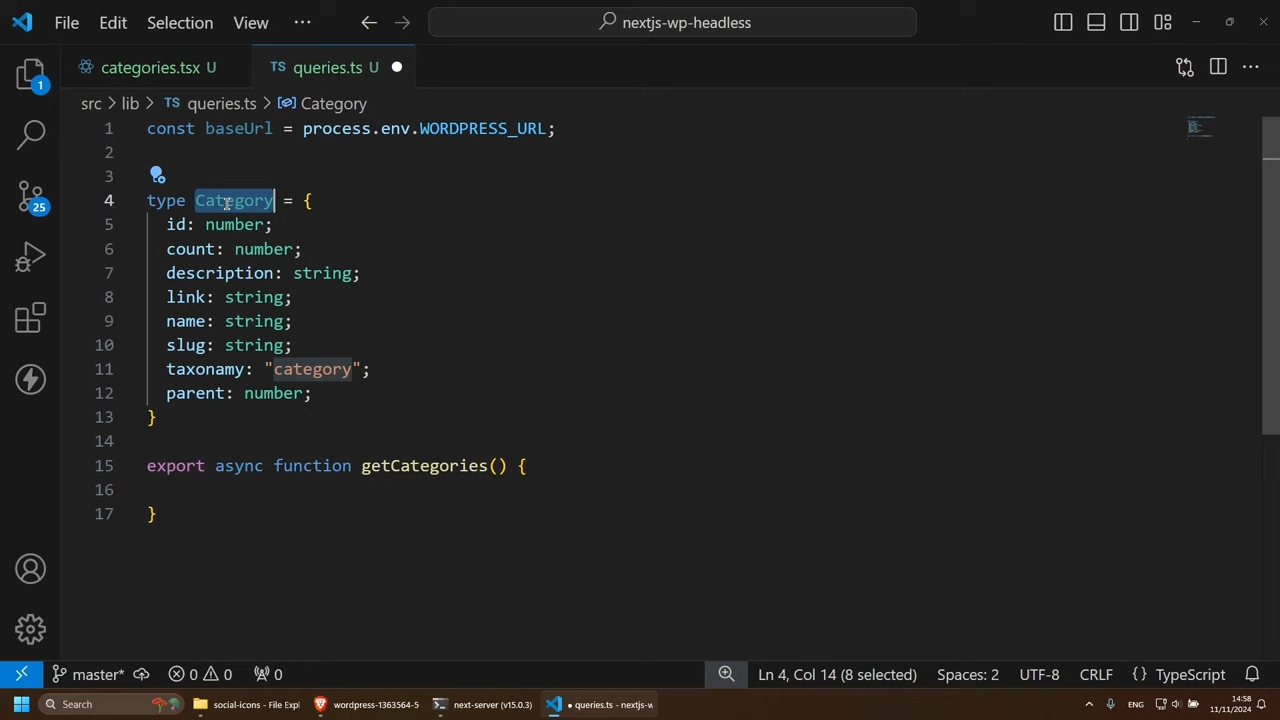 File Edit Selection View ··· nextjs-wp-headless
categories.tsx U TS queries.ts U
src > lib > TS queries.ts > Category
1 const baseUrl = process.env.WORDPRESS_URL;
2
3
4 type Category = {
5 id: number;
6 count: number;
7 description: string;
8 link: string;
9 name: string;
10 slug: string;
11 taxonamy: "category";
12 parent: number;
13 }
14
15 export async function getCategories() {
16
17 }
1
25
master* 0 0 0 Ln 4, Col 14 (8 selected) Spaces: 2 UTF-8 CRLF {} TypeScript
Search social-icons - File Expl wordpress-1363564-5 next-server (v15.0.3) • queries.ts - nextjs-w ENG 14:58
11/11/2024